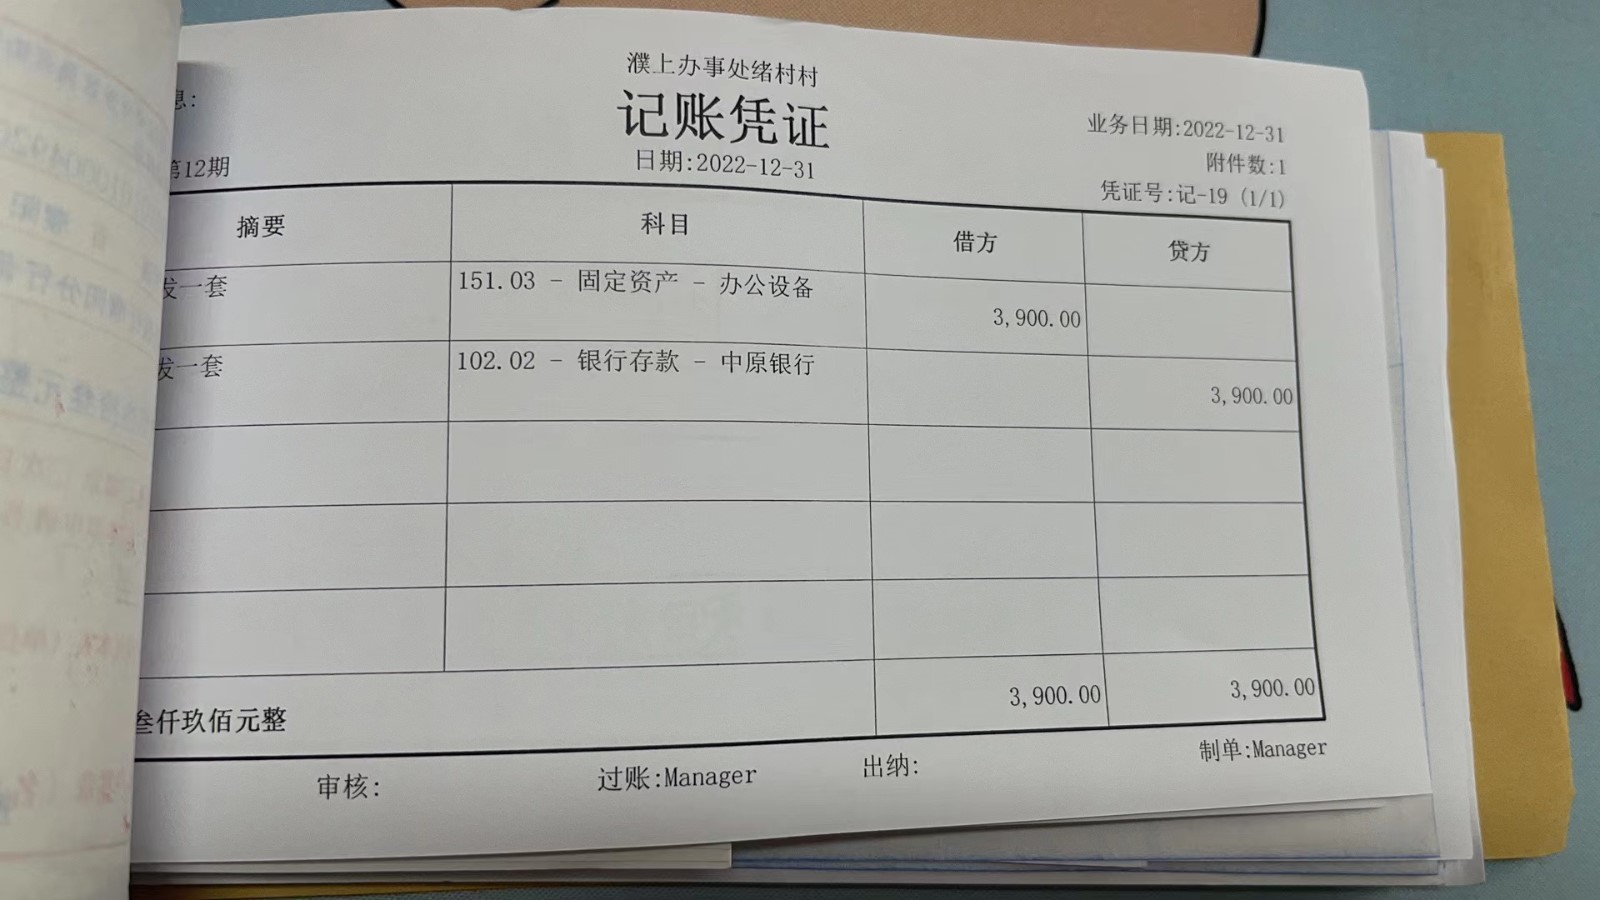 濮上办事处绪村村
记账凭证
日期:2022-12-31
业务日期:2022-12-31
附件数:1
凭证号:记-19 (1/1)
息:
第12期
摘要 科目 借方 贷方
发一套 151.03 - 固定资产 - 办公设备 3,900.00
发一套 102.02 - 银行存款 - 中原银行 3,900.00
叁仟玖佰元整 3,900.00 3,900.00
审核: 过账:Manager 出纳: 制单:Manager